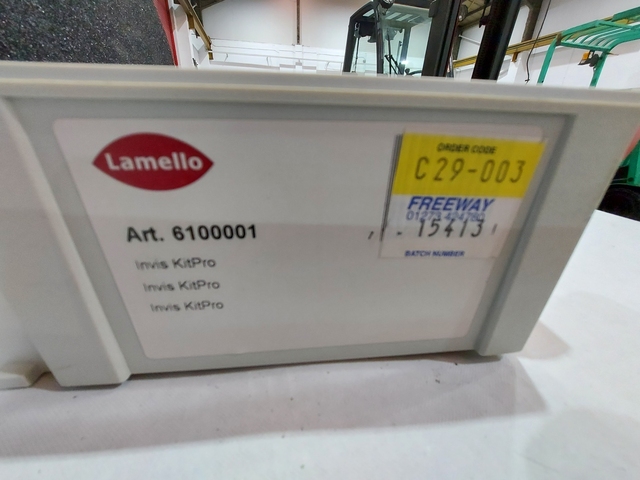 Lamello
Art. 6100001
Invis KitPro
Invis KitPro
Invis KitPro
ORDER CODE
C29-003
FREEWAY
15413
BATCH NUMBER